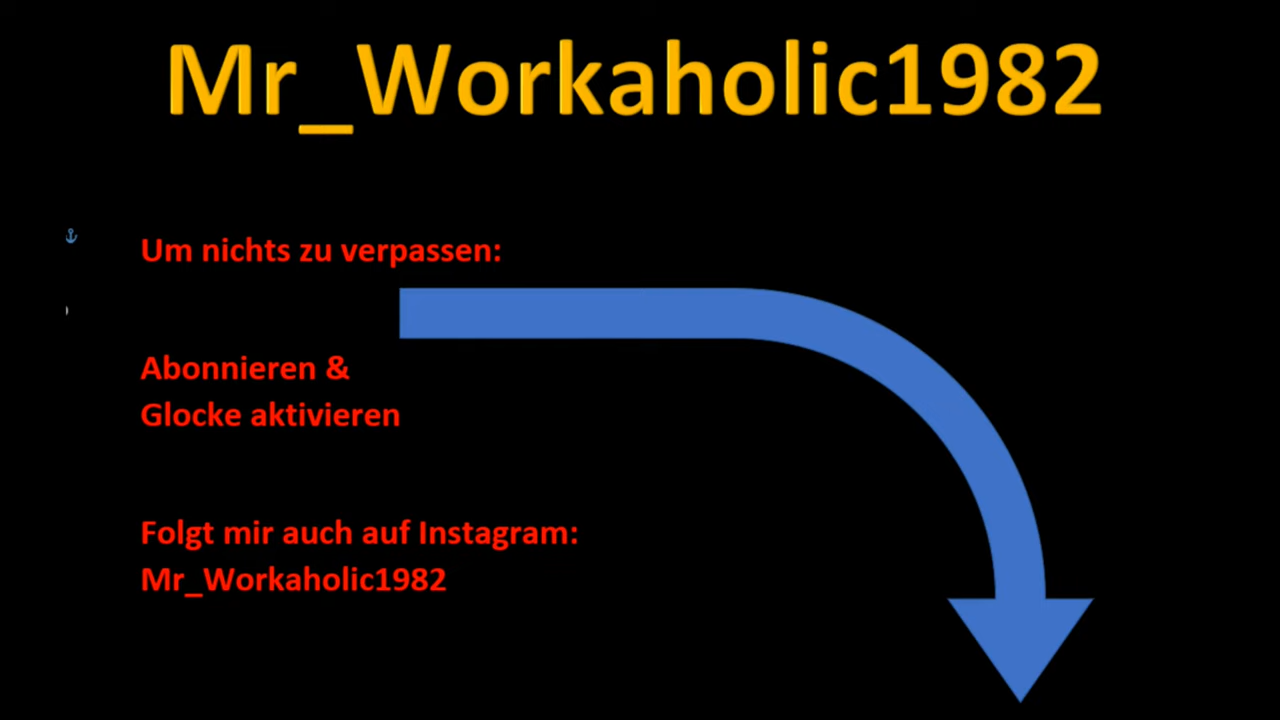 Mr_Workaholic1982
Um nichts zu verpassen:
Abonnieren &
Glocke aktivieren
Folgt mir auch auf Instagram:
Mr_Workaholic1982